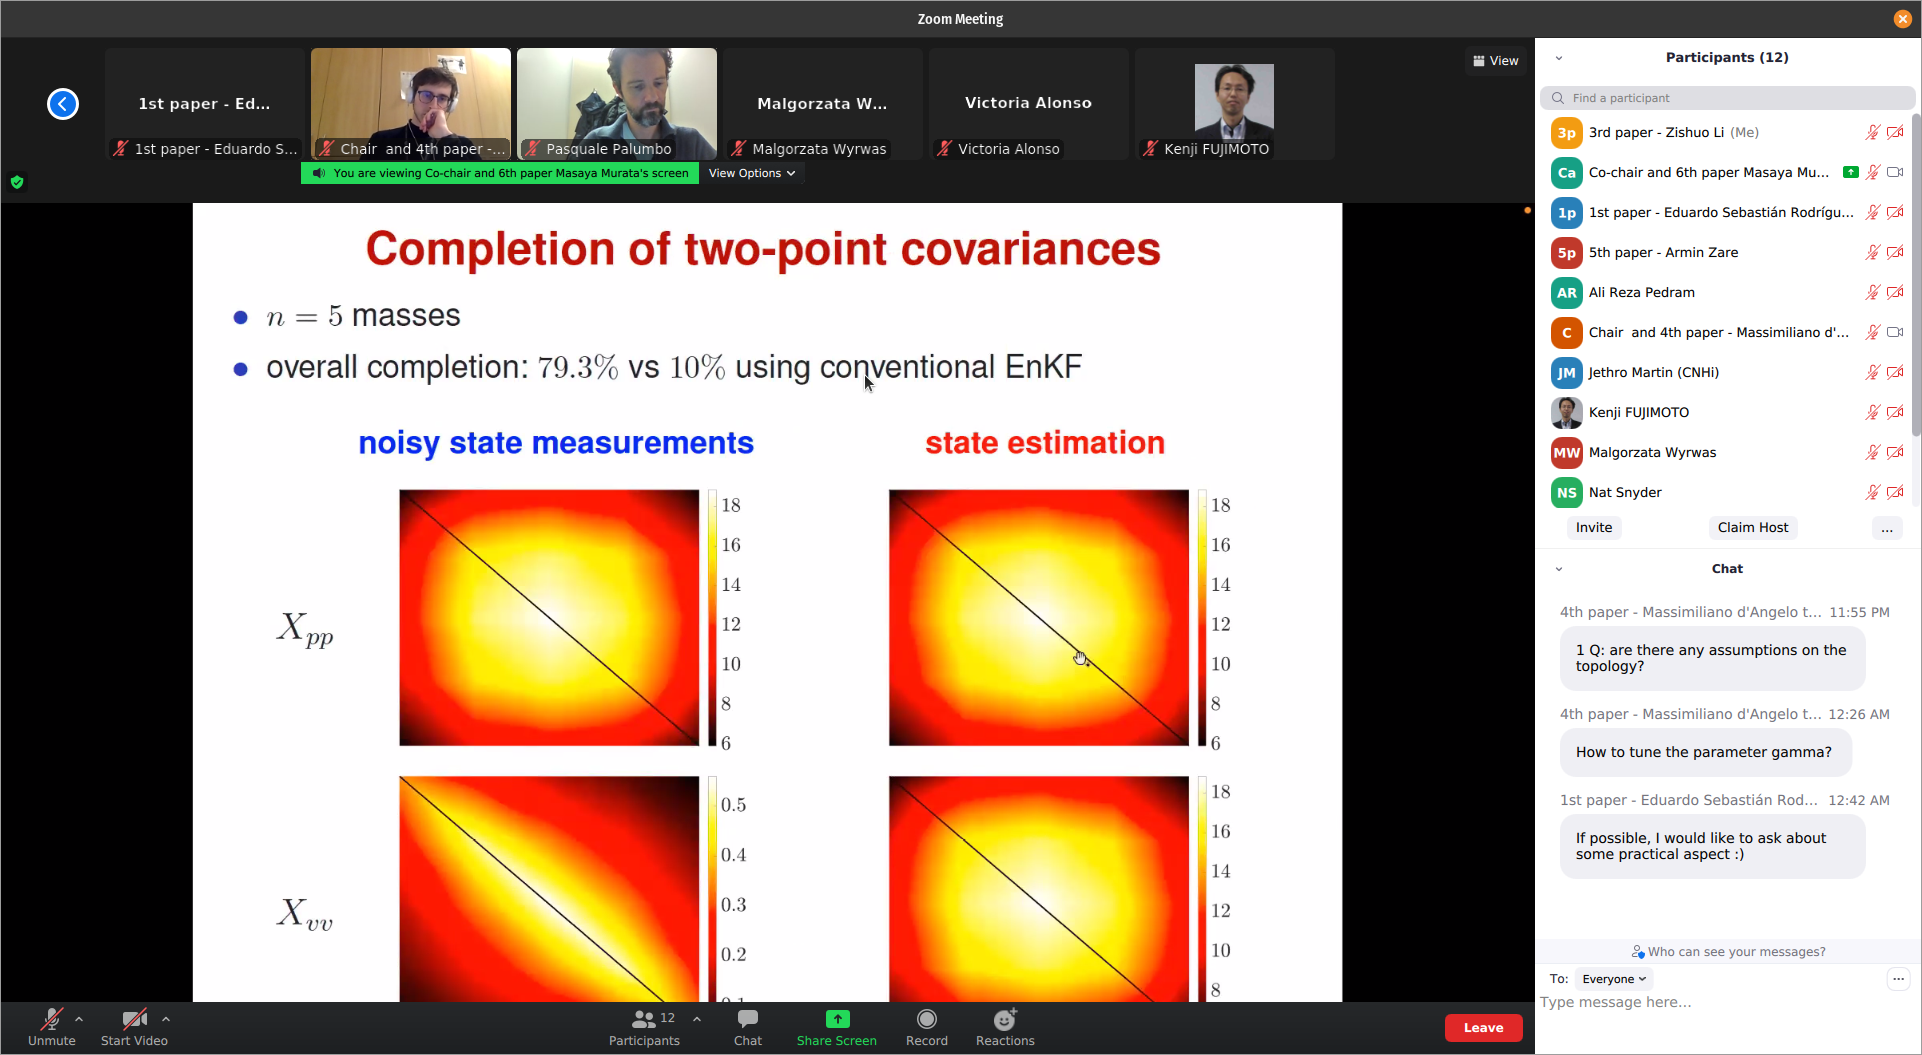 Zoom Meeting
1st paper - Ed...
Malgorzata W...
Victoria Alonso
View
1st paper - Eduardo S...
Chair and 4th paper -...
Pasquale Palumbo
Malgorzata Wyrwas
Victoria Alonso
Kenji FUJIMOTO
You are viewing Co-chair and 6th paper Masaya Murata's screen
View Options
Completion of two-point covariances
n = 5 masses
overall completion: 79.3% vs 10% using conventional EnKF
noisy state measurements
state estimation
X_pp
18
16
14
12
10
8
6
18
16
14
12
10
8
6
X_vv
0.5
0.4
0.3
0.2
18
16
14
12
10
8
Participants (12)
Find a participant
3p
3rd paper - Zishuo Li (Me)
Ca
Co-chair and 6th paper Masaya Mu...
1p
1st paper - Eduardo Sebastián Rodrígu...
5p
5th paper - Armin Zare
AR
Ali Reza Pedram
C
Chair and 4th paper - Massimiliano d'...
JM
Jethro Martin (CNHi)
Kenji FUJIMOTO
MW
Malgorzata Wyrwas
NS
Nat Snyder
Invite
Claim Host
...
Chat
4th paper - Massimiliano d'Angelo t... 11:55 PM
1 Q: are there any assumptions on the
topology?
4th paper - Massimiliano d'Angelo t... 12:26 AM
How to tune the parameter gamma?
1st paper - Eduardo Sebastián Rod... 12:42 AM
If possible, I would like to ask about
some practical aspect :)
Who can see your messages?
To: Everyone
...
Type message here...
Unmute
Start Video
12
Participants
Chat
Share Screen
Record
Reactions
Leave